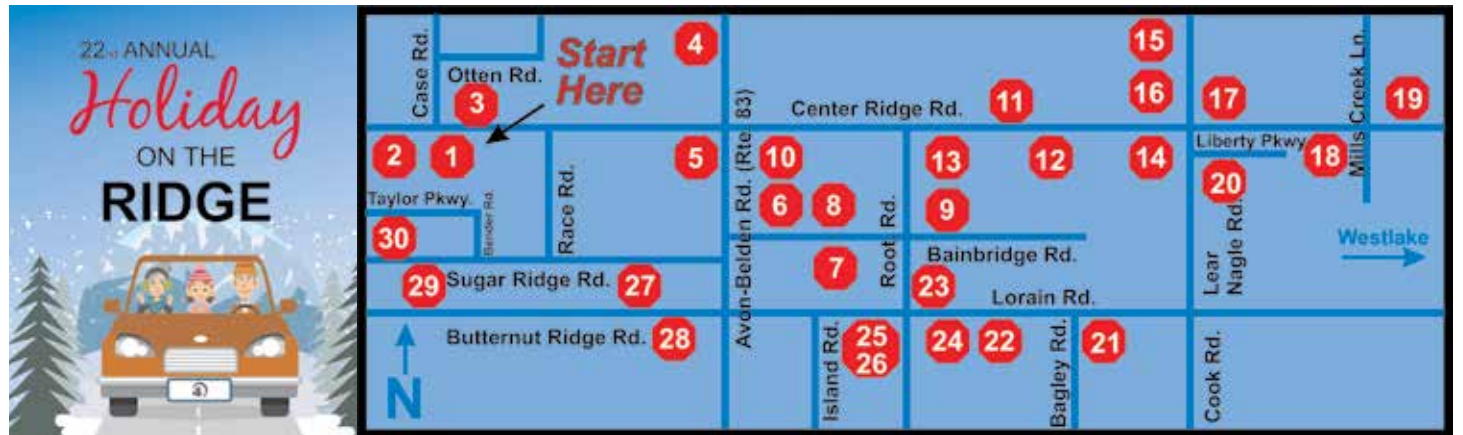 22nd ANNUAL
Holiday
ON THE
RIDGE
Case Rd.
Otten Rd.
Start
Here
Center Ridge Rd.
Mills Creek Ln.
Liberty Pkwy.
Taylor Pkwy.
Bender Rd.
Race Rd.
Avon-Belden Rd. (Rte. 83)
Root Rd.
Bainbridge Rd.
Lear
Nagle Rd.
Westlake
Sugar Ridge Rd.
Lorain Rd.
Butternut Ridge Rd.
Island Rd.
Bagley Rd.
Cook Rd.
N
4
15
3
11
16
17
19
2
1
5
10
13
12
14
18
20
30
6
8
9
7
29
27
23
28
25
26
24
22
21